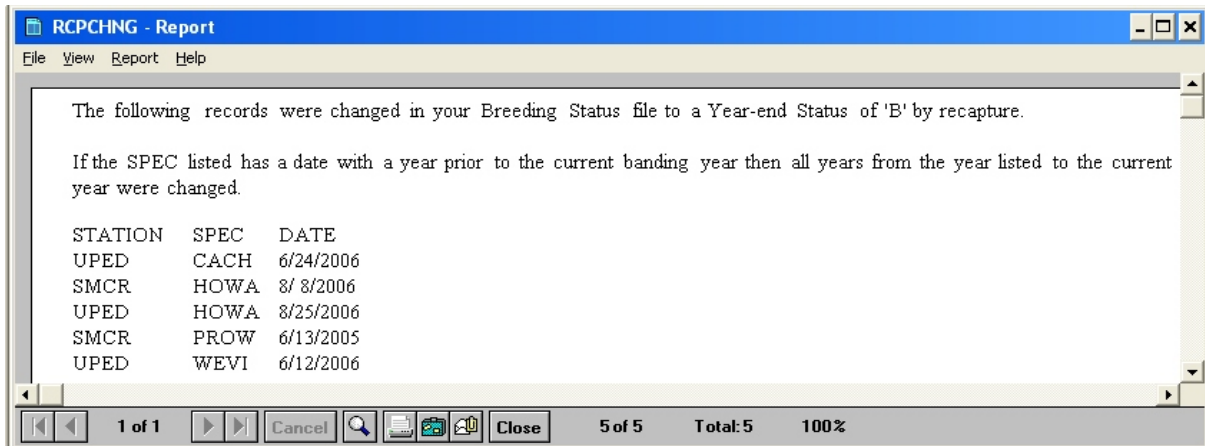 RCPCHNG - Report
File View Report Help
The following records were changed in your Breeding Status file to a Year-end Status of 'B' by recapture.
If the SPEC listed has a date with a year prior to the current banding year then all years from the year listed to the current
year were changed.
STATION SPEC DATE
UPED CACH 6/24/2006
SMCR HOWA 8/ 8/2006
UPED HOWA 8/25/2006
SMCR PROW 6/13/2005
UPED WEVI 6/12/2006
1 of 1 Cancel Close 5 of 5 Total:5 100%